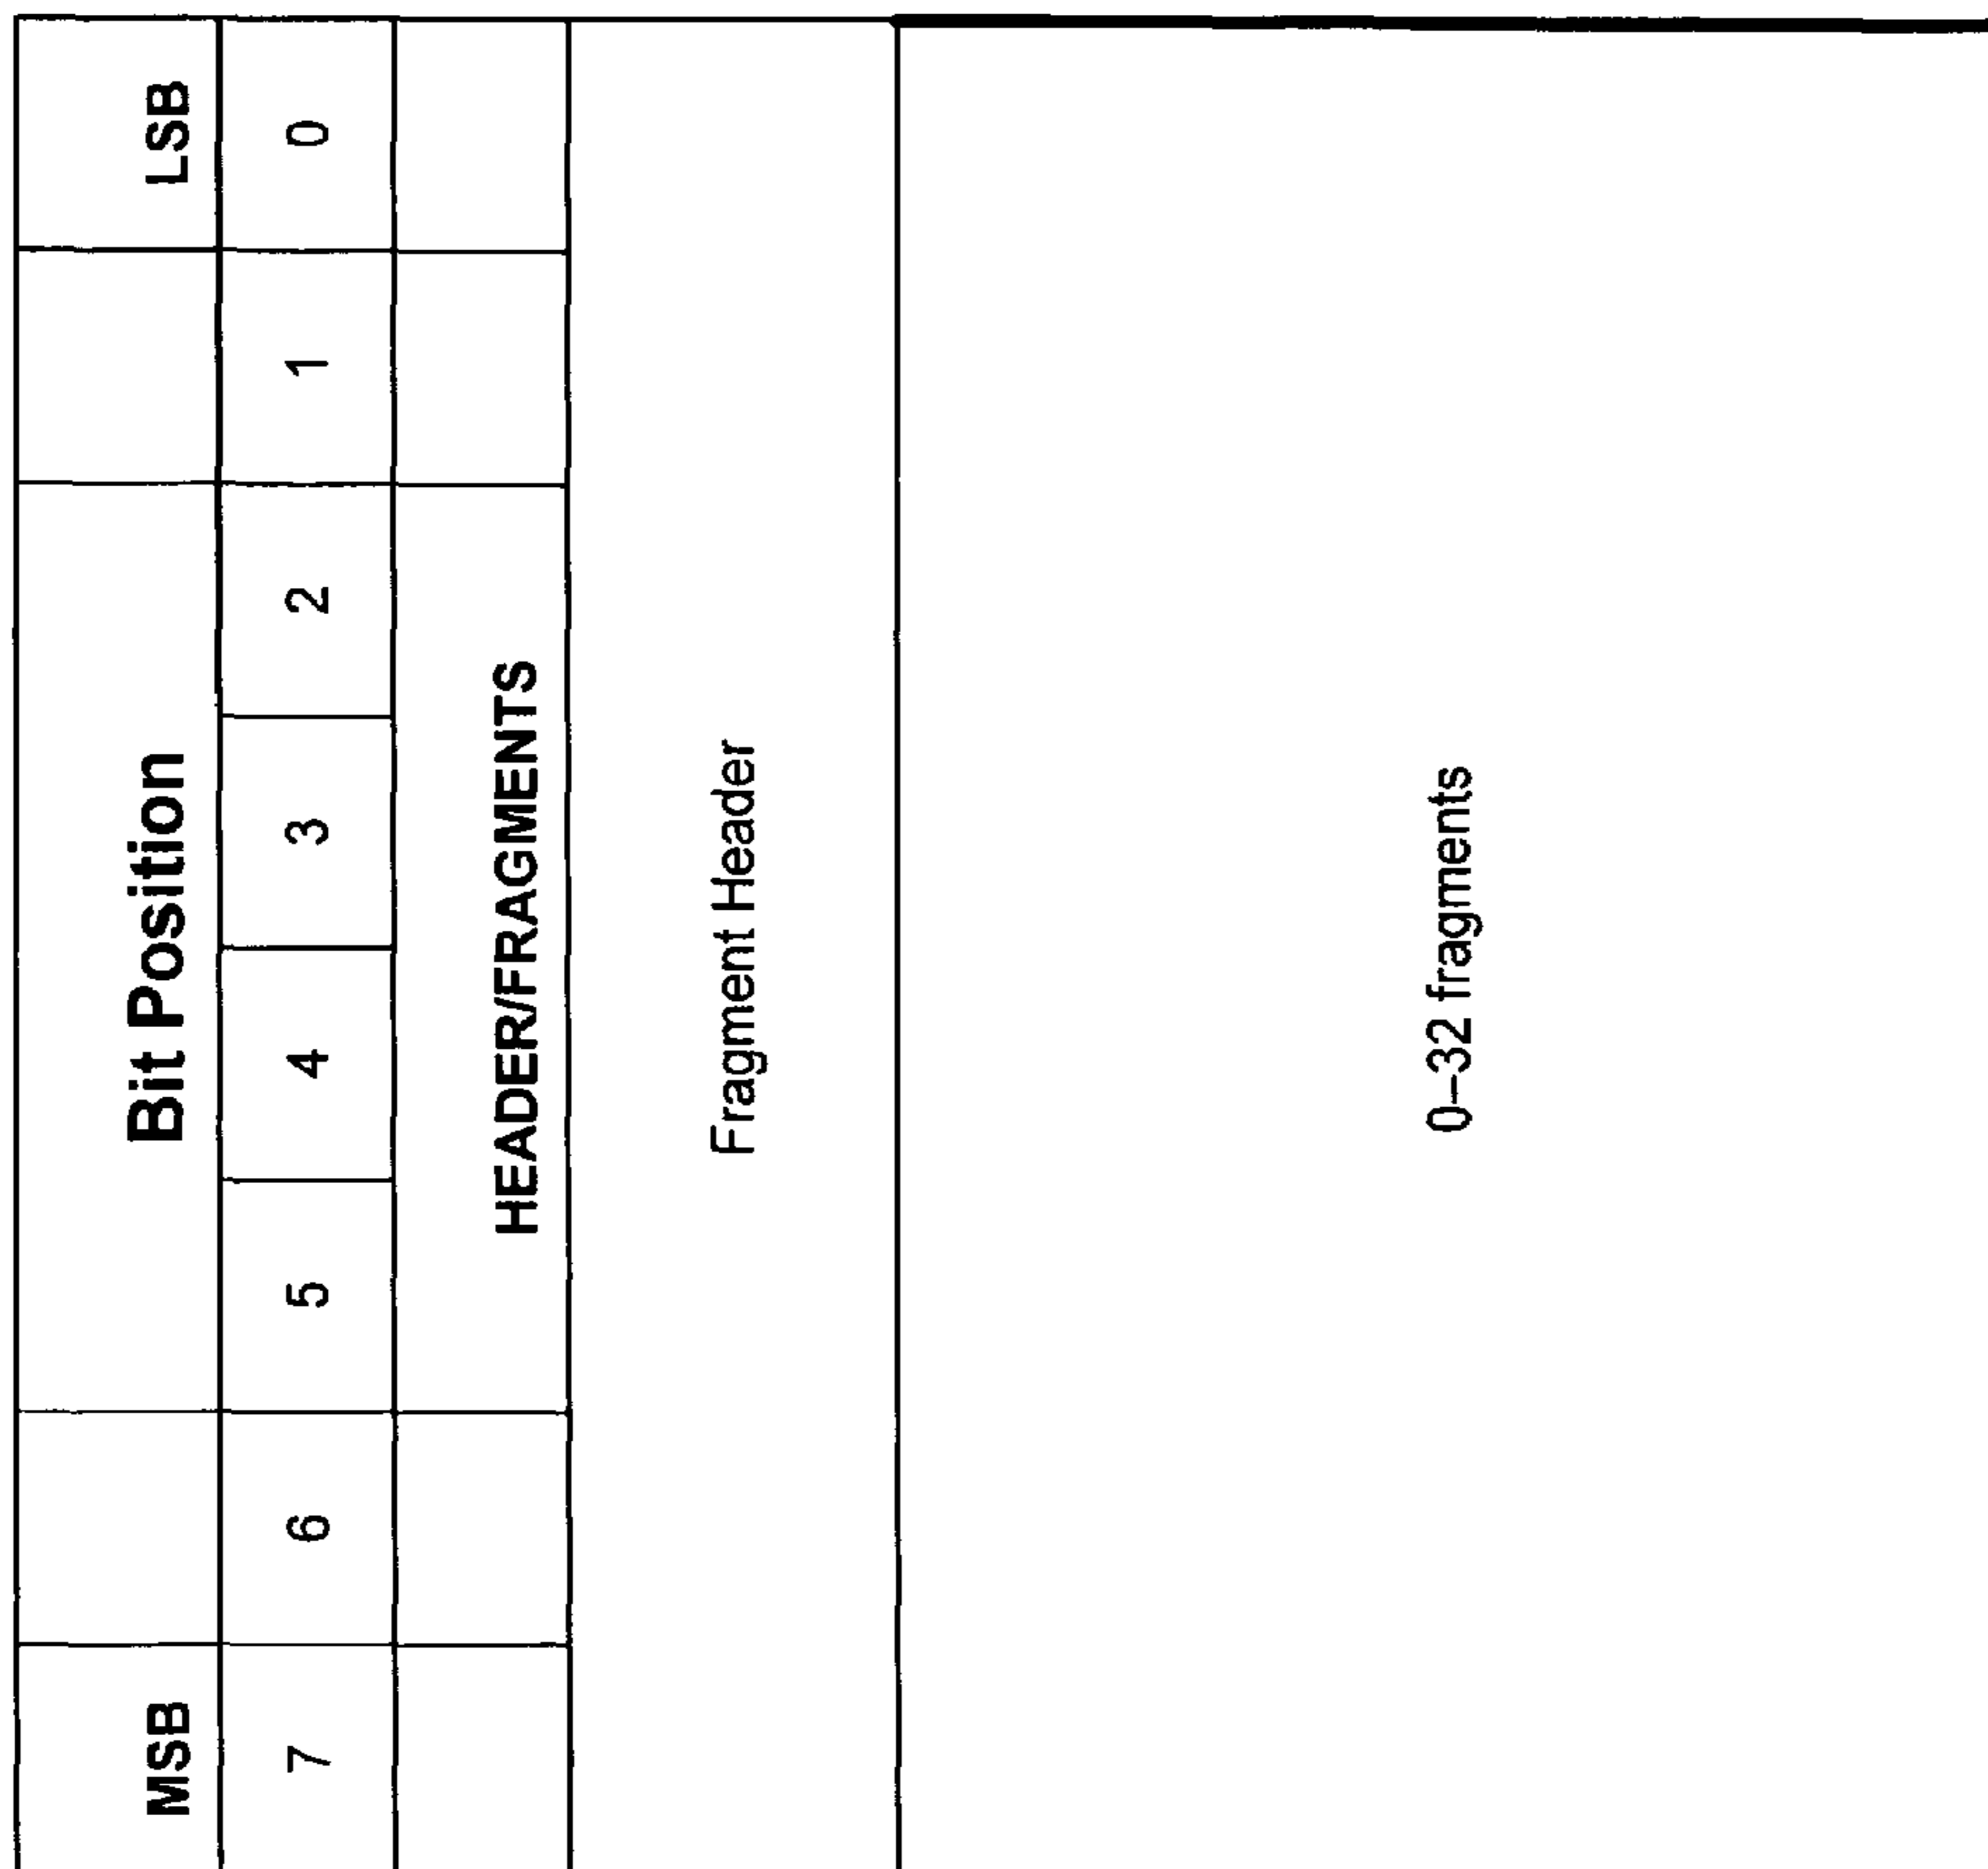 MSB Bit Position LSB
7 6 5 4 3 2 1 0
HEADER/FRAGMENTS
Fragment Header
0–32 fragments